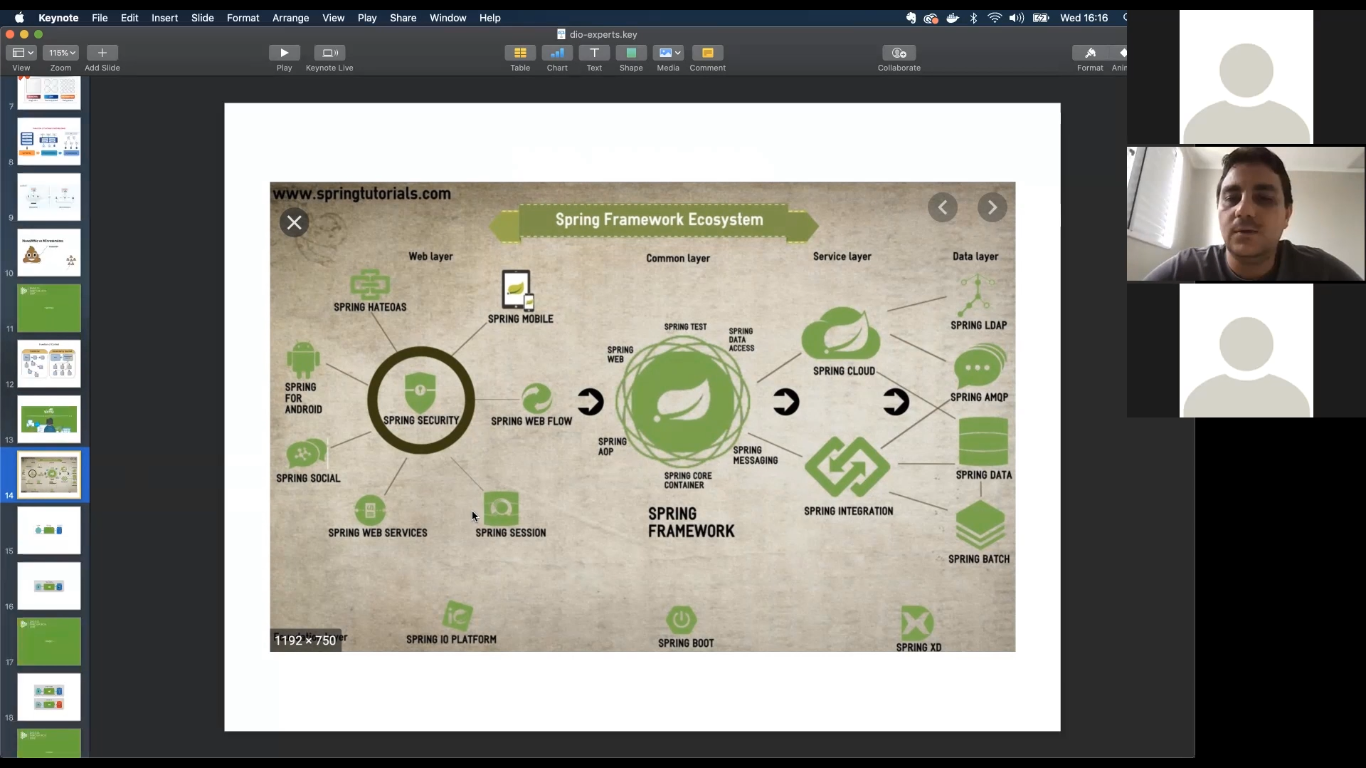 Keynote File Edit Insert Slide Format Arrange View Play Share Window Help
Wed 16:16
dio-experts.key
115%
View Zoom Add Slide Play Keynote Live Table Chart Text Shape Media Comment Collaborate Format
7
8
9
10
11
12
13
14
15
16
17
18
www.springtutorials.com
Spring Framework Ecosystem
Web layer
Common layer
Service layer
Data layer
SPRING HATEOAS
SPRING MOBILE
SPRING
FOR
ANDROID
SPRING SECURITY
SPRING WEB FLOW
SPRING SOCIAL
SPRING WEB SERVICES
SPRING SESSION
SPRING TEST
SPRING
DATA
ACCESS
SPRING
WEB
SPRING
AOP
SPRING
MESSAGING
SPRING CORE
CONTAINER
SPRING
FRAMEWORK
SPRING CLOUD
SPRING INTEGRATION
SPRING LDAP
SPRING AMQP
SPRING DATA
SPRING BATCH
1192 × 750
SPRING IO PLATFORM
SPRING BOOT
SPRING XD